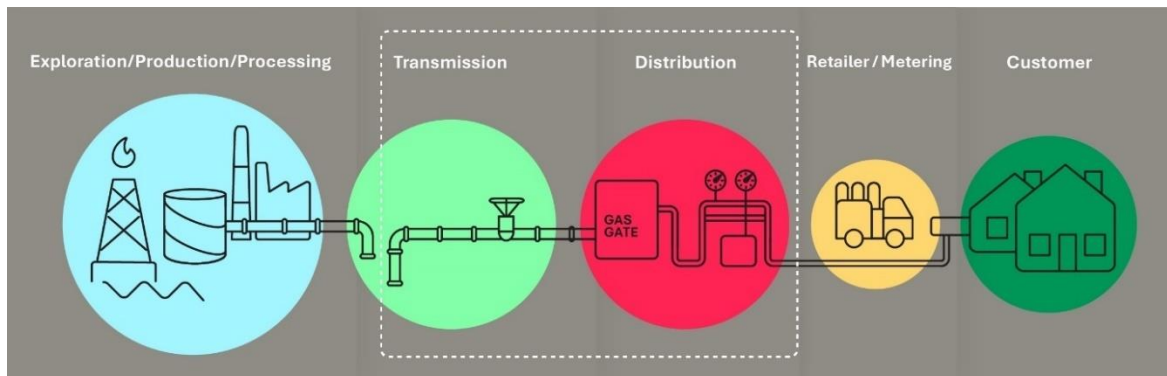 Exploration/Production/Processing
Transmission
Distribution
Retailer / Metering
Customer
GAS
GATE